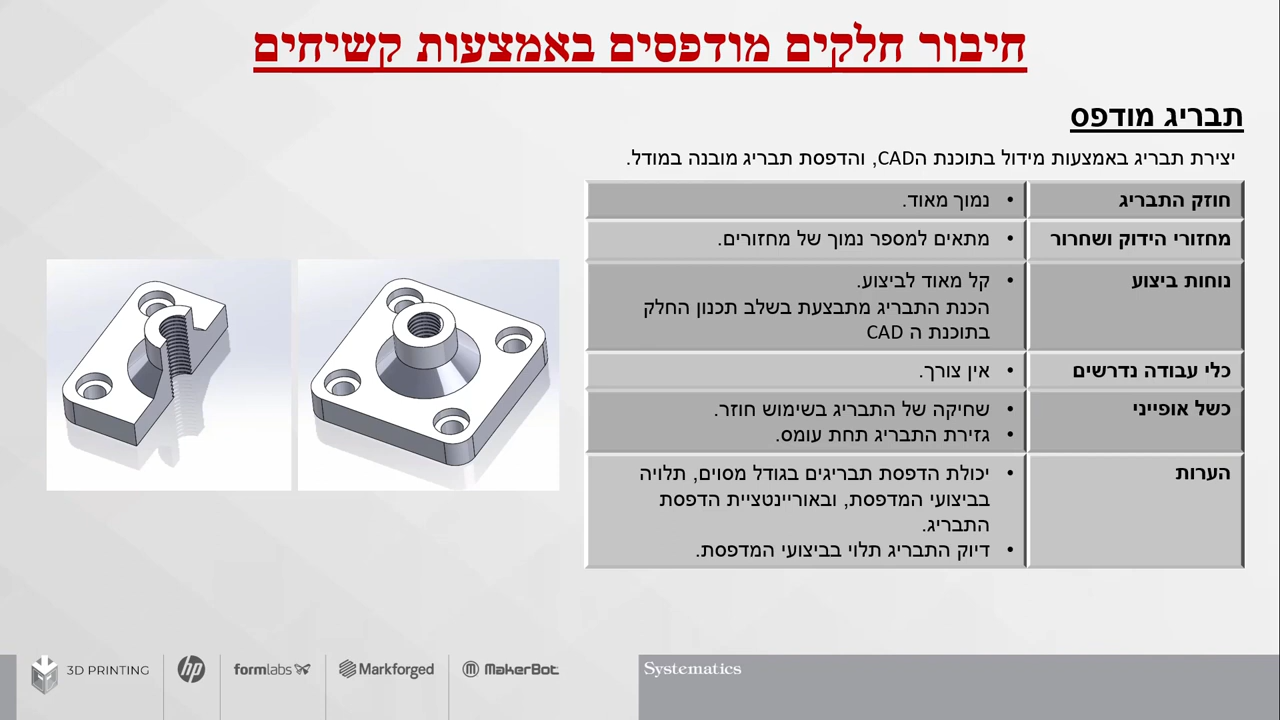 חיבור חלקים מודפסים באמצעות קשיחים
תבריג מודפס
יצירת תבריג באמצעות מידול בתוכנת הCAD, והדפסת תבריג מובנה במודל.
חוזק התבריג
• נמוך מאוד.
מחזורי הידוק ושחרור
• מתאים למספר נמוך של מחזורים.
נוחות ביצוע
• קל מאוד לביצוע.
הכנת התבריג מתבצעת בשלב תכנון החלק
בתוכנת ה CAD
כלי עבודה נדרשים
• אין צורך.
כשל אופייני
• שחיקה של התבריג בשימוש חוזר.
• גזירת התבריג תחת עומס.
הערות
• יכולת הדפסת תבריגים בגודל מסוים, תלויה
בביצועי המדפסת, ובאוריינטציית הדפסת
התבריג.
• דיוק התבריג תלוי בביצועי המדפסת.
3D PRINTING
hp
formlabs
Markforged
MakerBot
Systematics